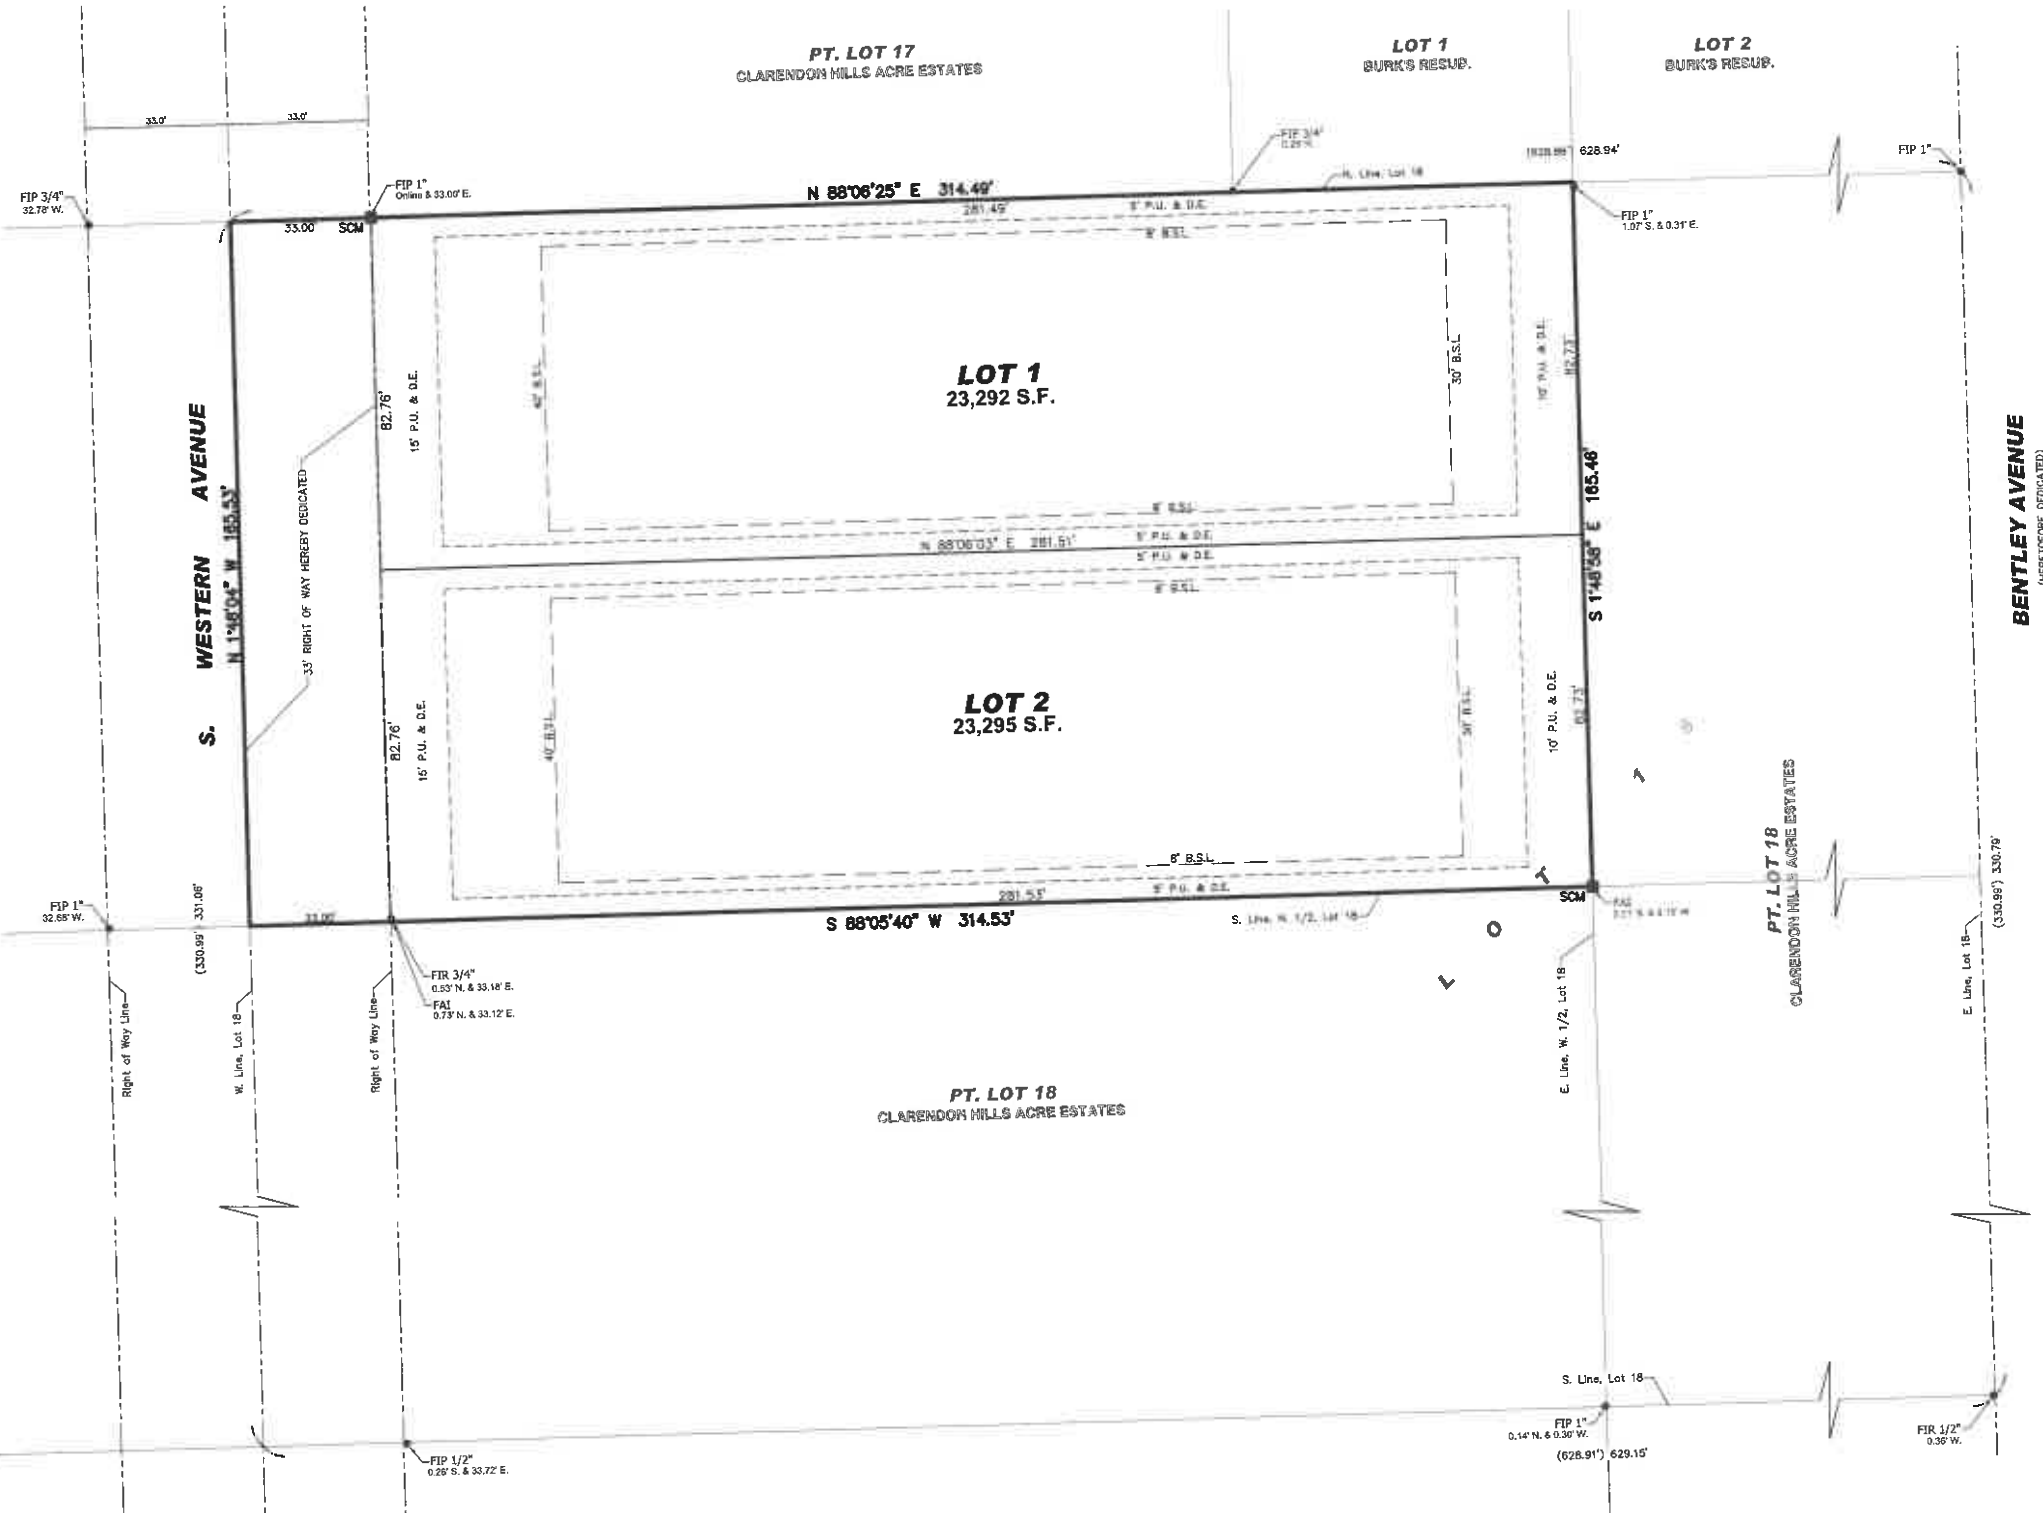 PT. LOT 17
CLARENDON HILLS ACRE ESTATES
LOT 1
BURK'S RESUB.
LOT 2
BURK'S RESUB.
33.0'
33.0'
FIP 3/4"
32.78' W.
FIP 1"
Online & 33.00' E.
N 88°06'25" E 314.49'
FIP 3/4"
N. Line, Lot 18
628.94'
FIP 1"
FIP 1"
1.07' S. & 0.31' E.
33.00'
SCM
281.49'
5' P.U. & D.E.
8' B.S.L.
LOT 1
23,292 S.F.
82.76'
15' P.U. & D.E.
40' B.S.L.
30' B.S.L.
10' P.U. & D.E.
82.73'
S. WESTERN AVENUE
N 1°48'04" W 165.53'
33' RIGHT OF WAY HEREBY DEDICATED
S 1°48'58" E 165.46'
BENTLEY AVENUE
(HERETOFORE DEDICATED)
8' B.S.L.
N 88°06'03" E 281.51'
5' P.U. & D.E.
5' P.U. & D.E.
8' B.S.L.
LOT 2
23,295 S.F.
82.76'
15' P.U. & D.E.
40' B.S.L.
30' B.S.L.
10' P.U. & D.E.
82.73'
8' B.S.L.
281.53'
5' P.U. & D.E.
33.00'
S 88°05'40" W 314.53'
S. Line, N. 1/2, Lot 18
SCM
FAI
LOT 18
PT. LOT 18
CLARENDON HILLS ACRE ESTATES
(330.99') 330.79'
E. Line, Lot 18
FIP 1"
32.68' W.
(330.99') 331.06'
FIR 3/4"
0.53' N. & 33.18' E.
FAI
0.73' N. & 33.12' E.
Right of Way Line
W. Line, Lot 18
Right of Way Line
E. Line, W. 1/2, Lot 18
PT. LOT 18
CLARENDON HILLS ACRE ESTATES
S. Line, Lot 18
FIP 1"
0.14' N. & 0.30' W.
(628.91') 629.15'
FIR 1/2"
0.36' W.
FIP 1/2"
0.26' S. & 33.72' E.